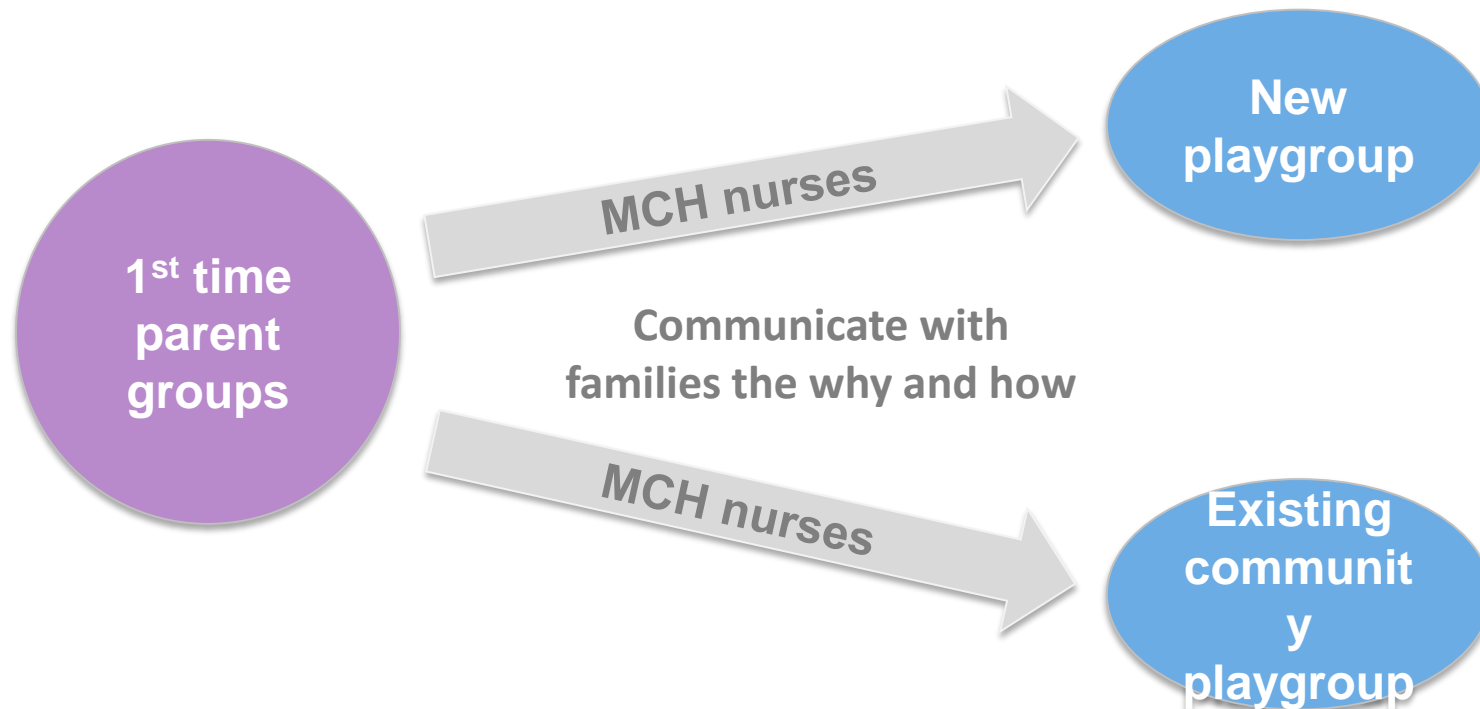 1st time
parent
groups
MCH nurses
New
playgroup
Communicate with
families the why and how
MCH nurses
Existing
communit
y
playgroup